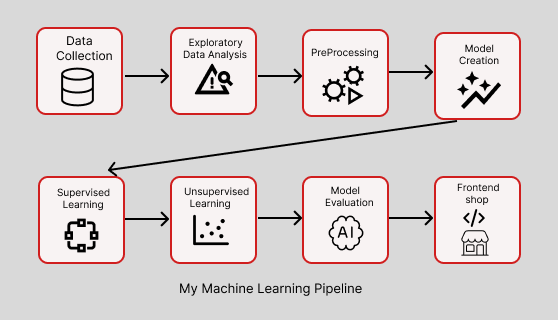 Data
Collection
Exploratory
Data Analysis
PreProcessing
Model
Creation
Supervised
Learning
Unsupervised
Learning
Model
Evaluation
AI
Frontend
shop
</>
My Machine Learning Pipeline